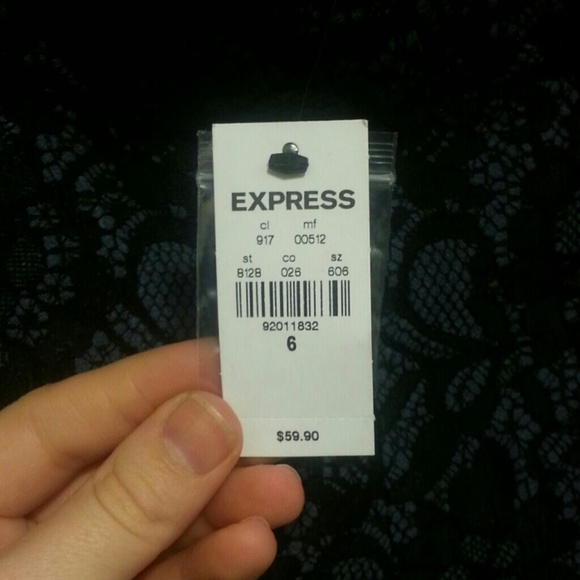 EXPRESS
cl mf
917 00512
st co sz
8128 026 606
92011832
6
$59.90